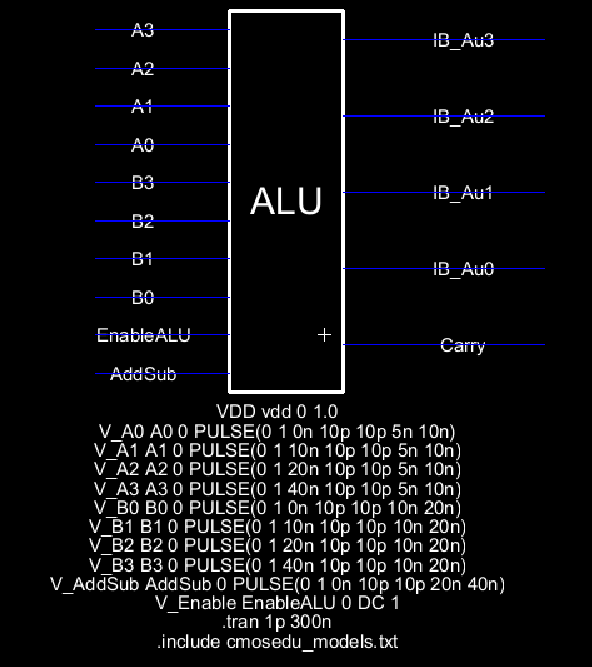 A3
A2
A1
A0
B3
B2
B1
B0
EnableALU
AddSub
ALU
IB_Au3
IB_Au2
IB_Au1
IB_Au0
Carry
VDD vdd 0 1.0
V_A0 A0 0 PULSE(0 1 0n 10p 10p 5n 10n)
V_A1 A1 0 PULSE(0 1 10n 10p 10p 5n 10n)
V_A2 A2 0 PULSE(0 1 20n 10p 10p 5n 10n)
V_A3 A3 0 PULSE(0 1 40n 10p 10p 5n 10n)
V_B0 B0 0 PULSE(0 1 0n 10p 10p 10n 20n)
V_B1 B1 0 PULSE(0 1 10n 10p 10p 10n 20n)
V_B2 B2 0 PULSE(0 1 20n 10p 10p 10n 20n)
V_B3 B3 0 PULSE(0 1 40n 10p 10p 10n 20n)
V_AddSub AddSub 0 PULSE(0 1 0n 10p 10p 20n 40n)
V_Enable EnableALU 0 DC 1
.tran 1p 300n
.include cmosedu_models.txt